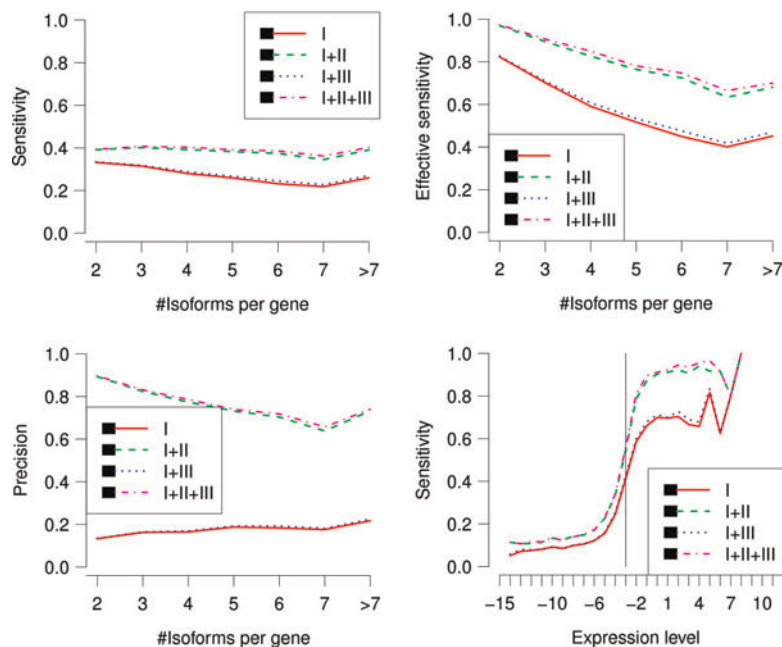 Sensitivity
1.0
0.8
0.6
0.4
0.2
0.0
I
I+II
I+III
I+II+III
2 3 4 5 6 7 >7
#Isoforms per gene
Effective sensitivity
1.0
0.8
0.6
0.4
0.2
0.0
I
I+II
I+III
I+II+III
2 3 4 5 6 7 >7
#Isoforms per gene
Precision
1.0
0.8
0.6
0.4
0.2
0.0
I
I+II
I+III
I+II+III
2 3 4 5 6 7 >7
#Isoforms per gene
Sensitivity
1.0
0.8
0.6
0.4
0.2
0.0
I
I+II
I+III
I+II+III
−15 −10 −6 −2 1 4 7 10
Expression level